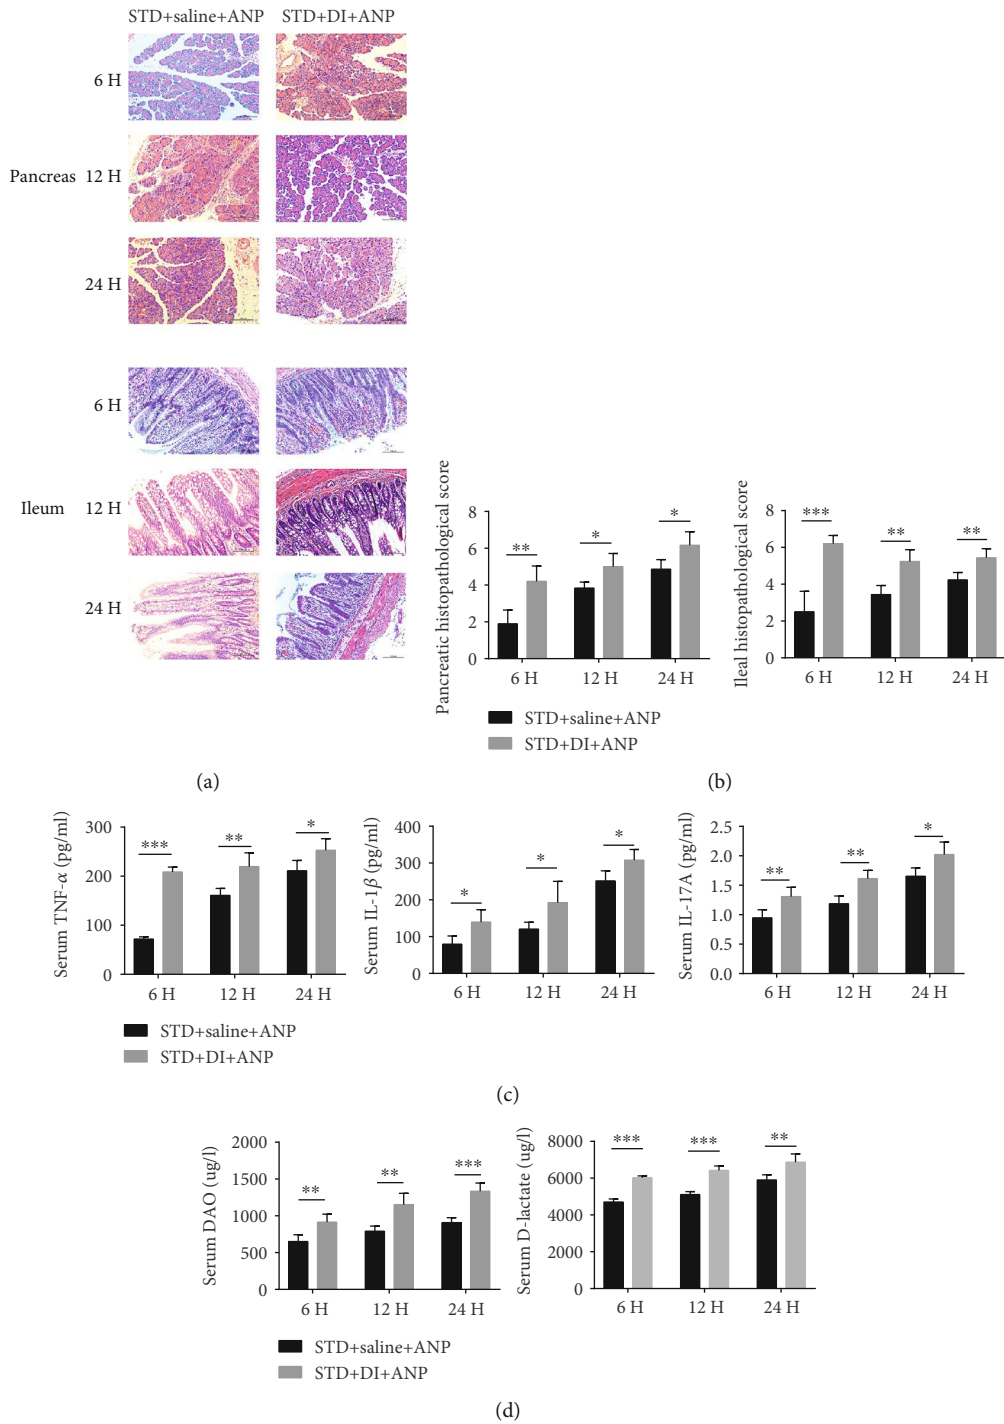 STD+saline+ANP STD+DI+ANP
6 H
Pancreas 12 H
24 H
6 H
Ileum 12 H
24 H
(a)
Pancreatic histopathological score
8
6
4
2
0
** * *
6 H 12 H 24 H
Ileal histopathological score
8
6
4
2
0
*** ** **
6 H 12 H 24 H
STD+saline+ANP
STD+DI+ANP
(b)
Serum TNF-α (pg/ml)
300
200
100
0
*** ** *
6 H 12 H 24 H
Serum IL-1β (pg/ml)
400
300
200
100
0
* * *
6 H 12 H 24 H
Serum IL-17A (pg/ml)
2.5
2.0
1.5
1.0
0.5
0.0
** ** *
6 H 12 H 24 H
STD+saline+ANP
STD+DI+ANP
(c)
Serum DAO (ug/l)
2000
1500
1000
500
0
** ** ***
6 H 12 H 24 H
Serum D-lactate (ug/l)
8000
6000
4000
2000
0
*** *** **
6 H 12 H 24 H
STD+saline+ANP
STD+DI+ANP
(d)